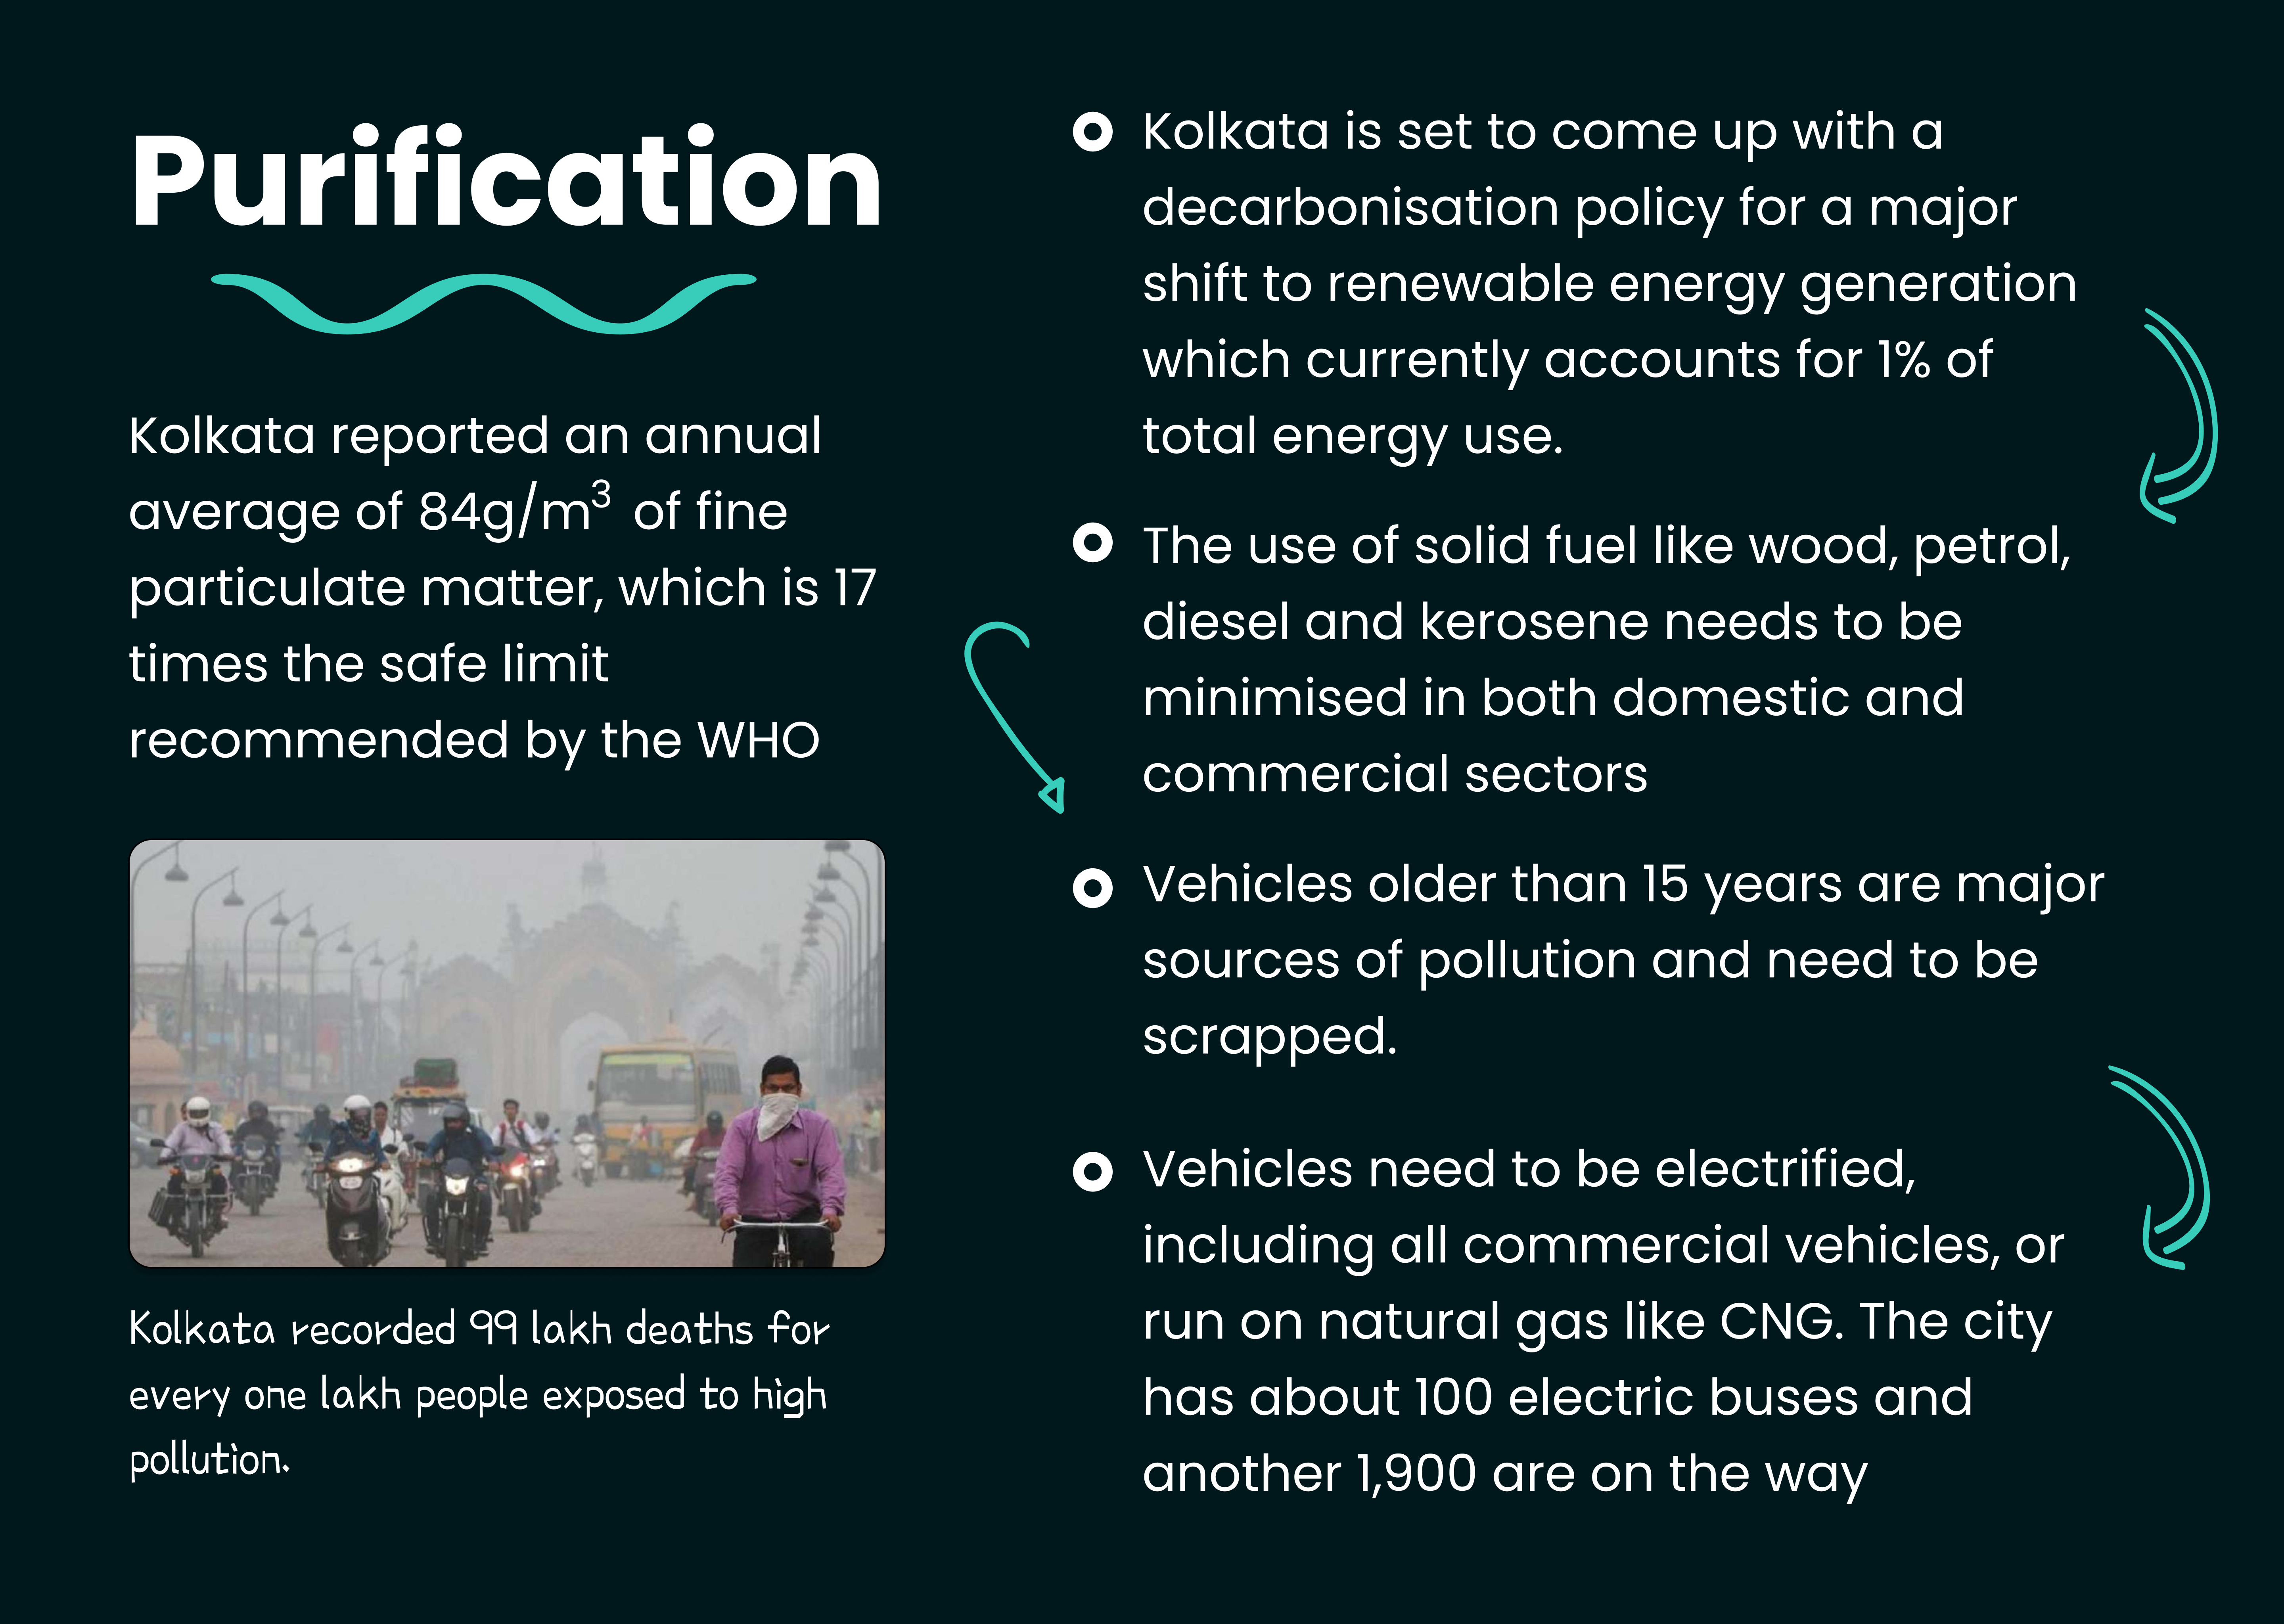 Purification
Kolkata reported an annual
average of 84g/m³ of fine
particulate matter, which is 17
times the safe limit
recommended by the WHO
Kolkata recorded 99 lakh deaths for
every one lakh people exposed to high
pollution.
Kolkata is set to come up with a
decarbonisation policy for a major
shift to renewable energy generation
which currently accounts for 1% of
total energy use.
The use of solid fuel like wood, petrol,
diesel and kerosene needs to be
minimised in both domestic and
commercial sectors
Vehicles older than 15 years are major
sources of pollution and need to be
scrapped.
Vehicles need to be electrified,
including all commercial vehicles, or
run on natural gas like CNG. The city
has about 100 electric buses and
another 1,900 are on the way